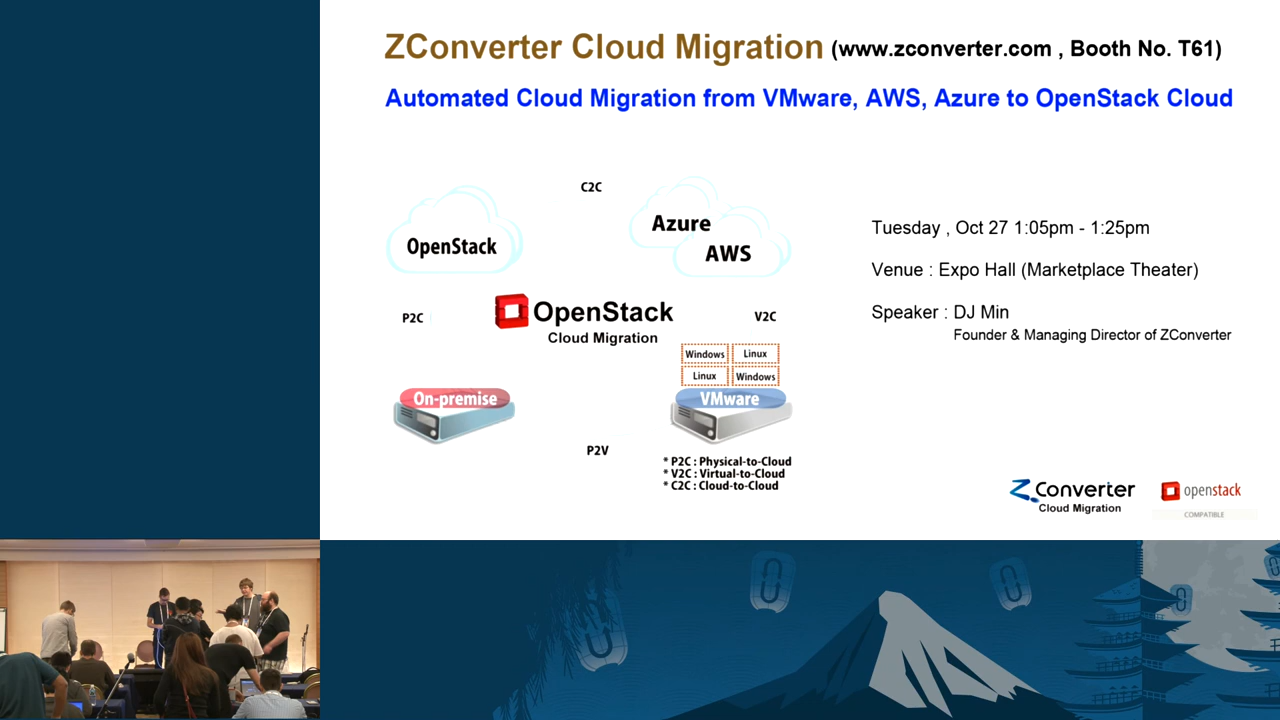 ZConverter Cloud Migration (www.zconverter.com , Booth No. T61)
Automated Cloud Migration from VMware, AWS, Azure to OpenStack Cloud
C2C
OpenStack
Azure
AWS
P2C
OpenStack
Cloud Migration
V2C
Windows
Linux
Linux
Windows
On-premise
VMware
P2V
* P2C : Physical-to-Cloud
* V2C : Virtual-to-Cloud
* C2C : Cloud-to-Cloud
Tuesday , Oct 27 1:05pm - 1:25pm
Venue : Expo Hall (Marketplace Theater)
Speaker : DJ Min
Founder & Managing Director of ZConverter
ZConverter
Cloud Migration
openstack
COMPATIBLE